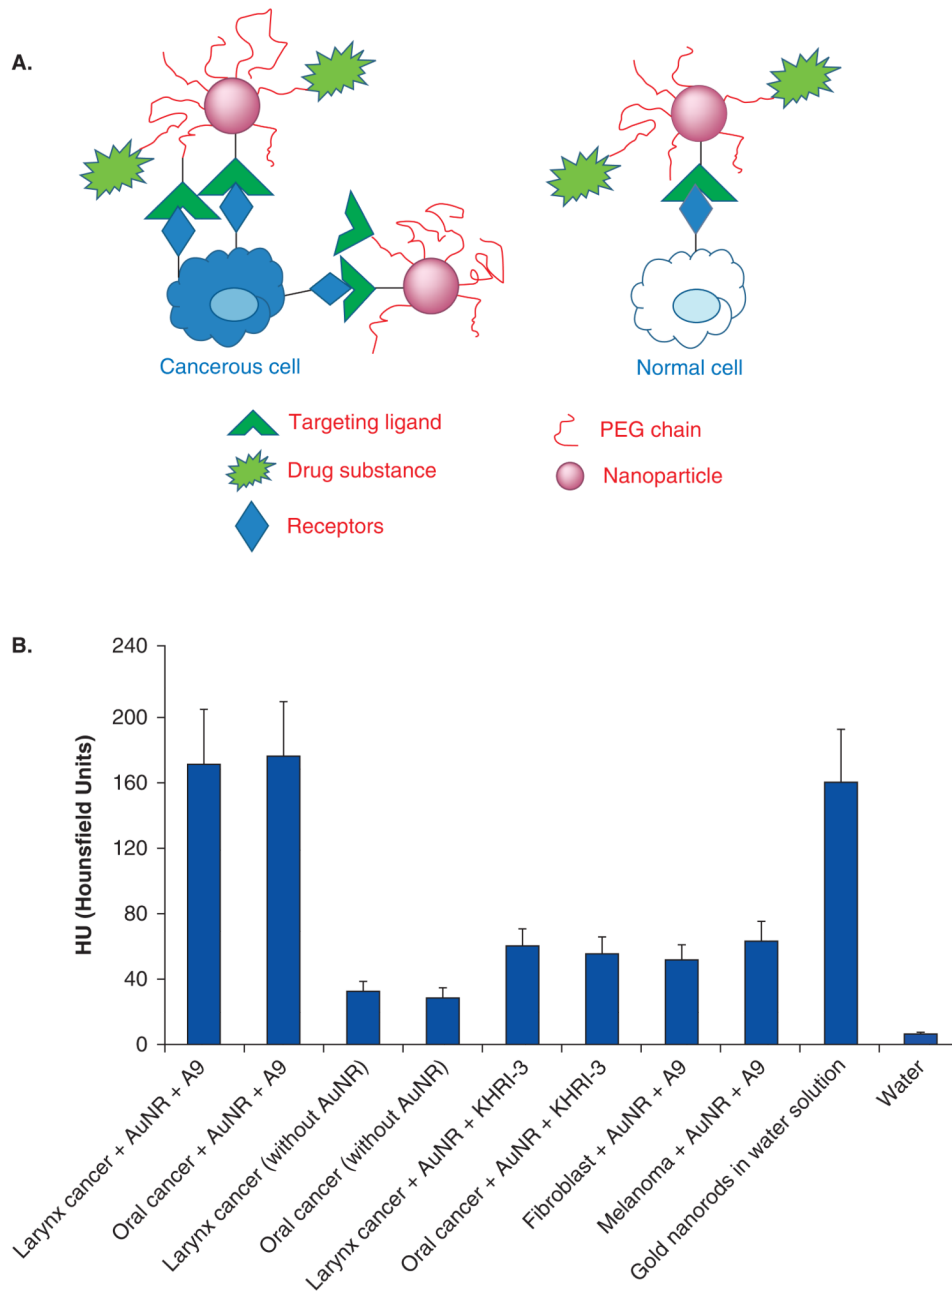 A.
Cancerous cell
Normal cell
Targeting ligand
PEG chain
Drug substance
Nanoparticle
Receptors
B.
HU (Hounsfield Units)
240
200
160
120
80
40
0
Larynx cancer + AuNR + A9
Oral cancer + AuNR + A9
Larynx cancer (without AuNR)
Oral cancer (without AuNR)
Larynx cancer + AuNR + KHRI-3
Oral cancer + AuNR + KHRI-3
Fibroblast + AuNR + A9
Melanoma + AuNR + A9
Gold nanorods in water solution
Water